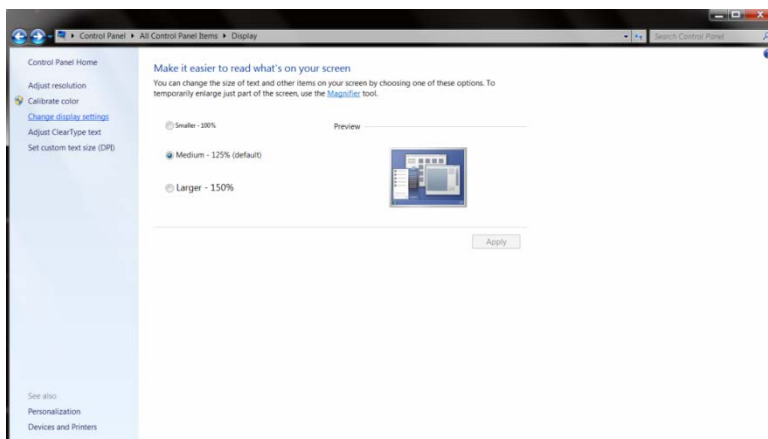 Control Panel ▸ All Control Panel Items ▸ Display
Search Control Panel
Control Panel Home
Adjust resolution
Calibrate color
Change display settings
Adjust ClearType text
Set custom text size (DPI)
Make it easier to read what's on your screen
You can change the size of text and other items on your screen by choosing one of these options. To
temporarily enlarge just part of the screen, use the Magnifier tool.
Smaller - 100%
Preview
Medium - 125% (default)
Larger - 150%
Apply
See also
Personalization
Devices and Printers